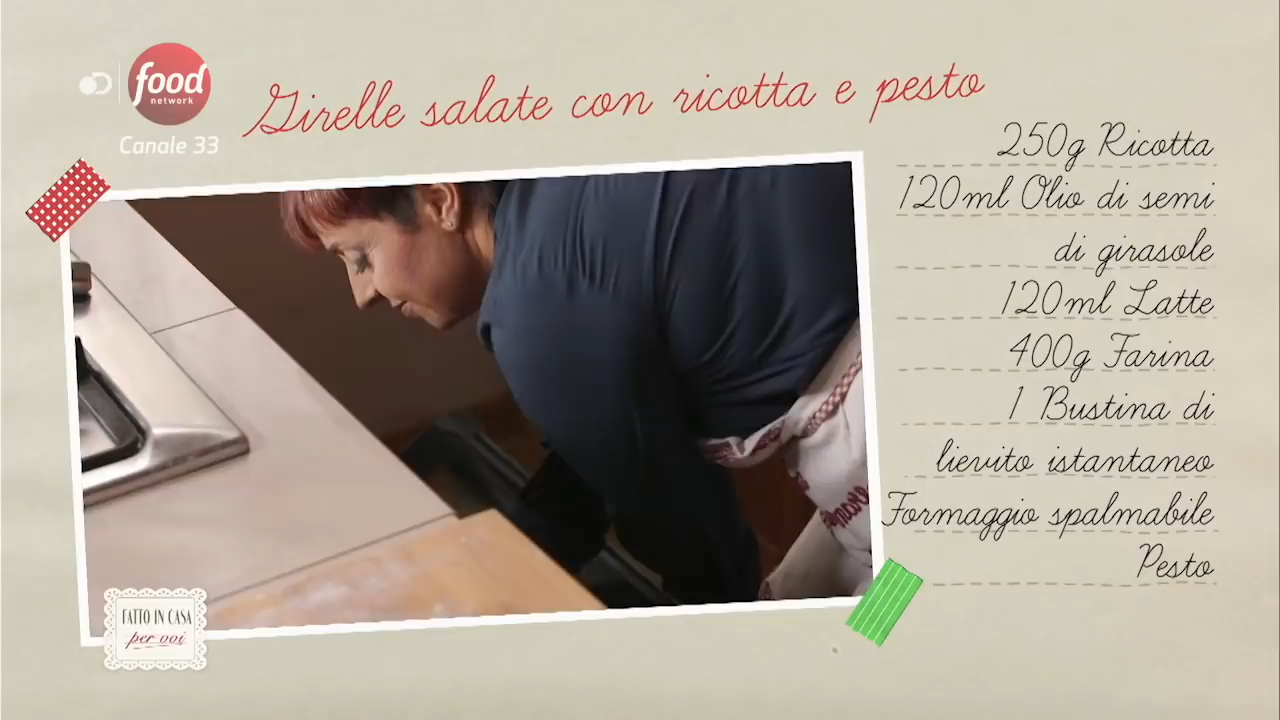 food
network
Canale 33
Girelle salate con ricotta e pesto
250g Ricotta
120ml Olio di semi
di girasole
120ml Latte
400g Farina
1 Bustina di
lievito istantaneo
Formaggio spalmabile
Pesto
FATTO IN CASA
per voi